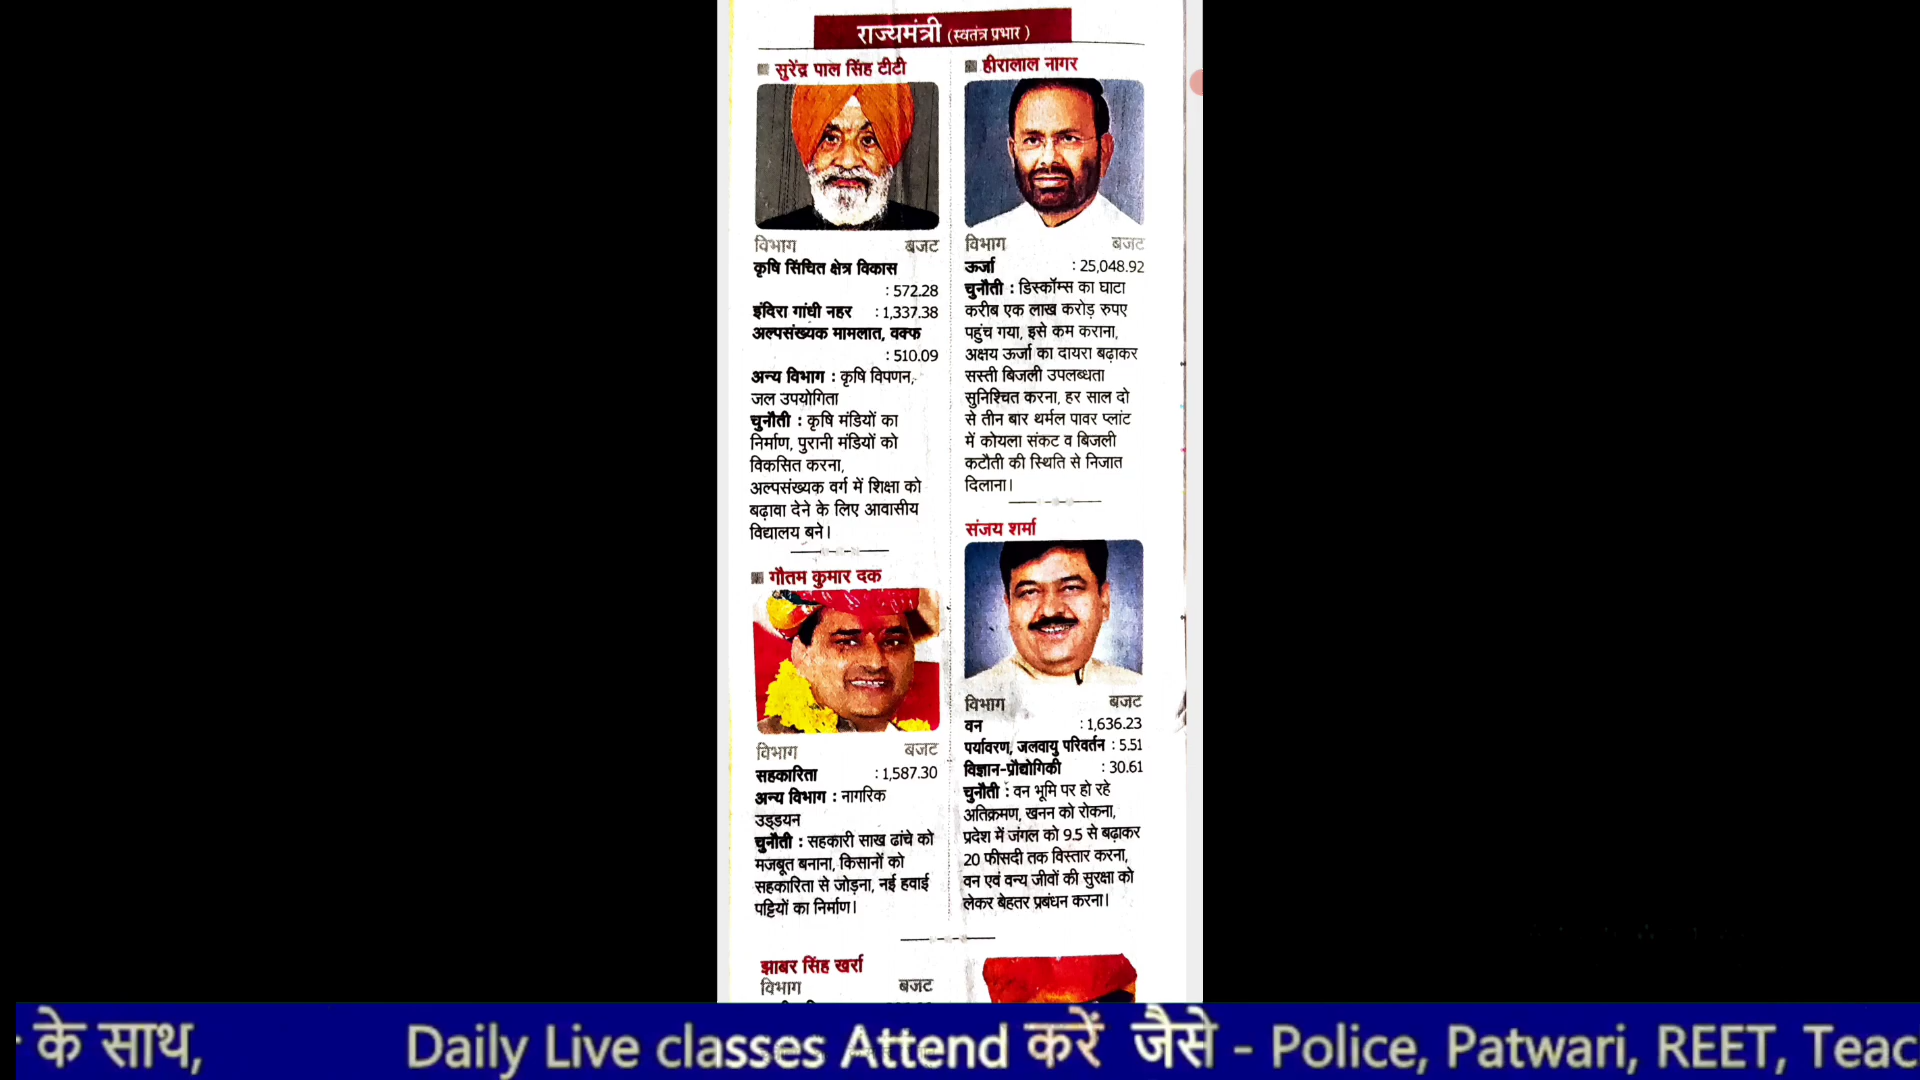 राज्यमंत्री (स्वतंत्र प्रभार)
सुरेंद्र पाल सिंह टीटी
विभाग बजट
कृषि सिंचित क्षेत्र विकास
: 572.28
इंदिरा गांधी नहर : 1,337.38
अल्पसंख्यक मामलात, वक्फ
: 510.09
अन्य विभाग : कृषि विपणन,
जल उपयोगिता
चुनौती : कृषि मंडियों का
निर्माण, पुरानी मंडियों को
विकसित करना,
अल्पसंख्यक वर्ग में शिक्षा को
बढ़ावा देने के लिए आवासीय
विद्यालय बने।
गौतम कुमार दक
विभाग बजट
सहकारिता : 1,587.30
अन्य विभाग : नागरिक
उड्डयन
चुनौती : सहकारी साख ढांचे को
मजबूत बनाना, किसानों को
सहकारिता से जोड़ना, नई हवाई
पट्टियों का निर्माण।
झाबर सिंह खर्रा
विभाग बजट
हीरालाल नागर
विभाग बजट
ऊर्जा : 25,048.92
चुनौती : डिस्कॉम्स का घाटा
करीब एक लाख करोड़ रुपए
पहुंच गया, इसे कम कराना,
अक्षय ऊर्जा का दायरा बढ़ाकर
सस्ती बिजली उपलब्धता
सुनिश्चित करना, हर साल दो
से तीन बार थर्मल पावर प्लांट
में कोयला संकट व बिजली
कटौती की स्थिति से निजात
दिलाना।
संजय शर्मा
विभाग बजट
वन : 1,636.23
पर्यावरण, जलवायु परिवर्तन : 5.51
विज्ञान-प्रौद्योगिकी : 30.61
चुनौती : वन भूमि पर हो रहे
अतिक्रमण, खनन को रोकना,
प्रदेश में जंगल को 9.5 से बढ़ाकर
20 फीसदी तक विस्तार करना,
वन एवं वन्य जीवों की सुरक्षा को
लेकर बेहतर प्रबंधन करना।
के साथ, Daily Live classes Attend करें जैसे - Police, Patwari, REET, Teac